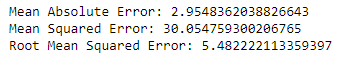 Mean Absolute Error: 2.9548362038826643
Mean Squared Error: 30.054759300206765
Root Mean Squared Error: 5.482222113359397